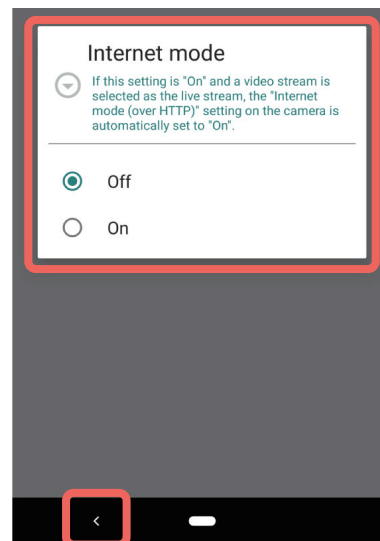 Internet mode
If this setting is "On" and a video stream is
selected as the live stream, the "Internet
mode (over HTTP)" setting on the camera is
automatically set to "On".
Off
On